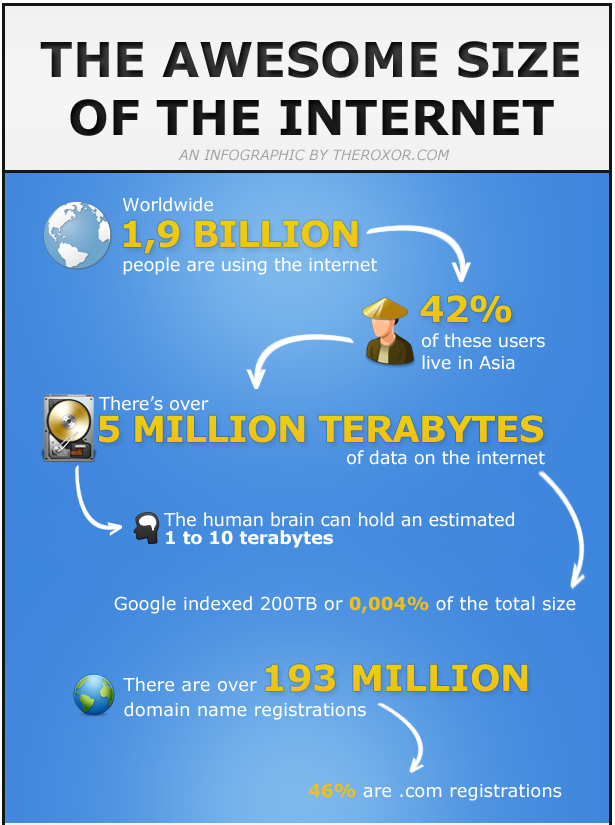 THE AWESOME SIZE
OF THE INTERNET
AN INFOGRAPHIC BY THEROXOR.COM
Worldwide
1,9 BILLION
people are using the internet
42%
of these users
live in Asia
There's over
5 MILLION TERABYTES
of data on the internet
The human brain can hold an estimated
1 to 10 terabytes
Google indexed 200TB or 0,004% of the total size
There are over 193 MILLION
domain name registrations
46% are .com registrations